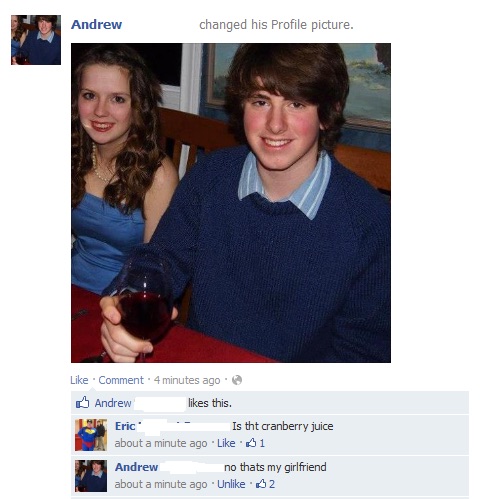 Andrew changed his Profile picture.
Like · Comment · 4 minutes ago ·
Andrew likes this.
Eric Is tht cranberry juice
about a minute ago · Like · 1
Andrew no thats my girlfriend
about a minute ago · Unlike · 2